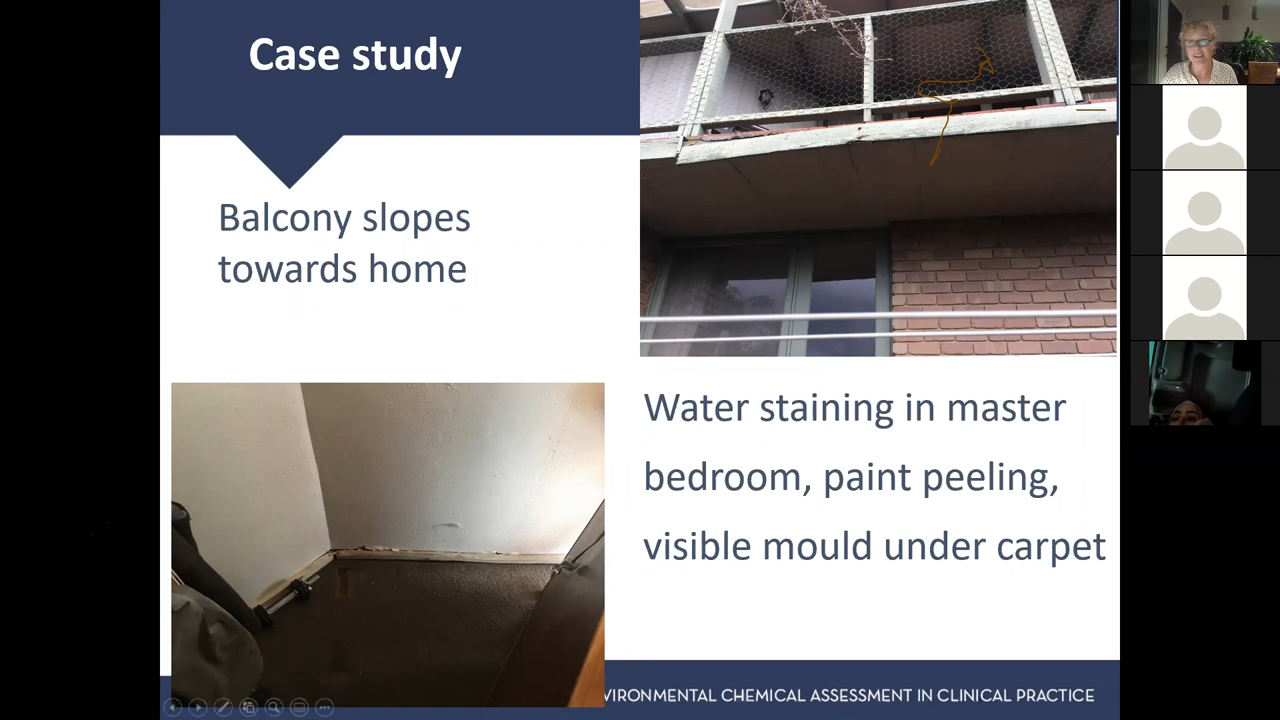 Case study
Balcony slopes
towards home
Water staining in master
bedroom, paint peeling,
visible mould under carpet
VIRONMENTAL CHEMICAL ASSESSMENT IN CLINICAL PRACTICE